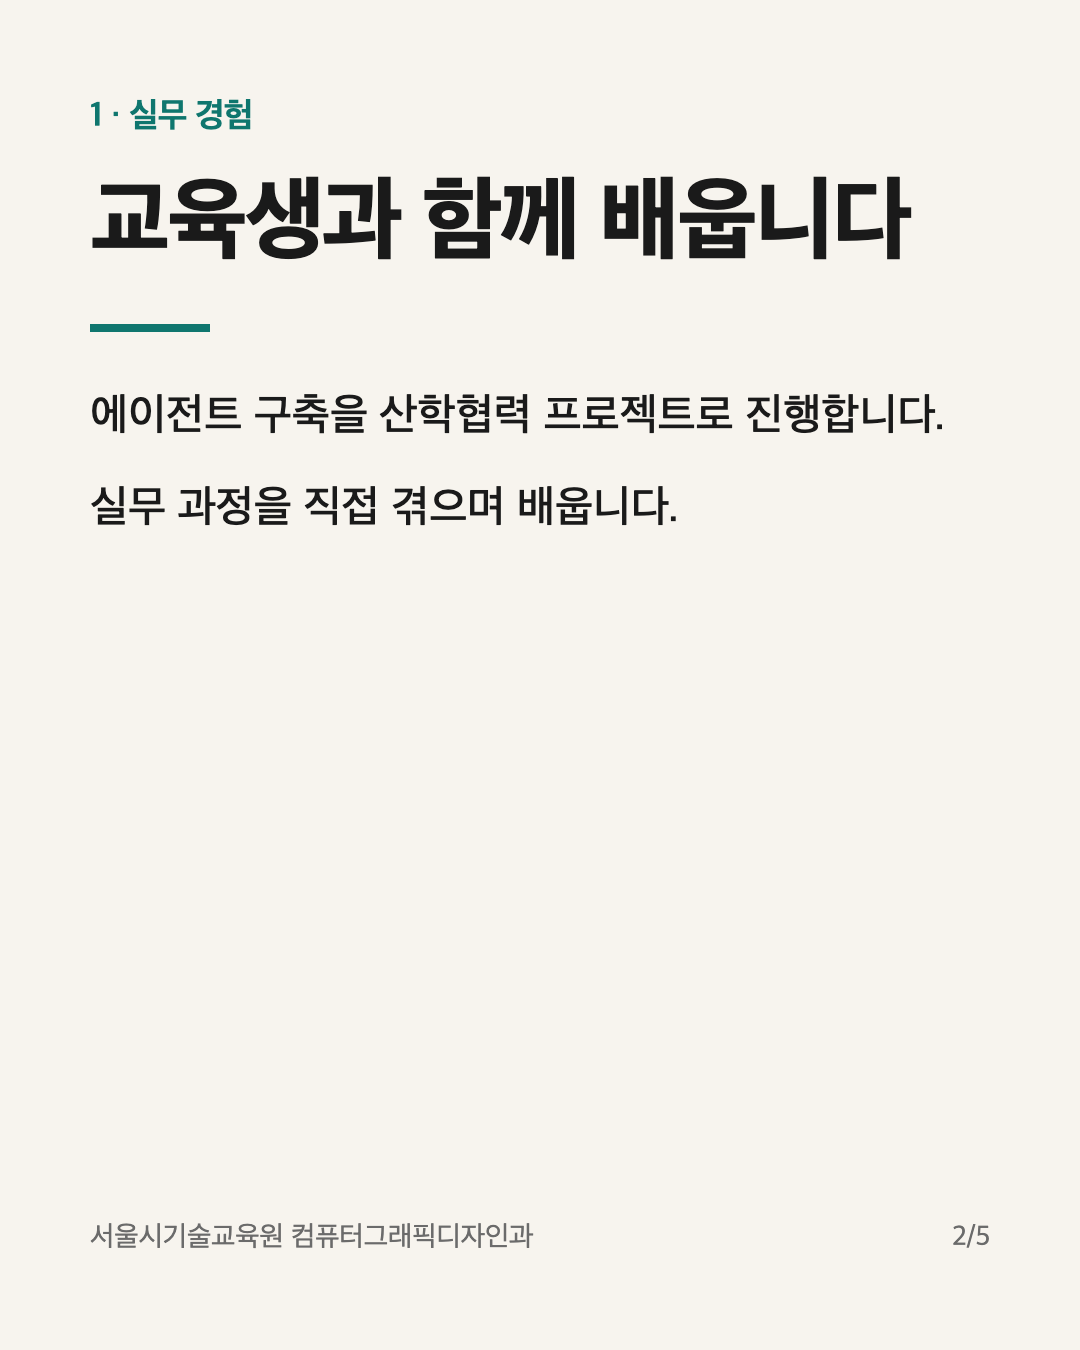 1 · 실무 경험
교육생과 함께 배웁니다
에이전트 구축을 산학협력 프로젝트로 진행합니다.
실무 과정을 직접 겪으며 배웁니다.
서울시기술교육원 컴퓨터그래픽디자인과
2/5